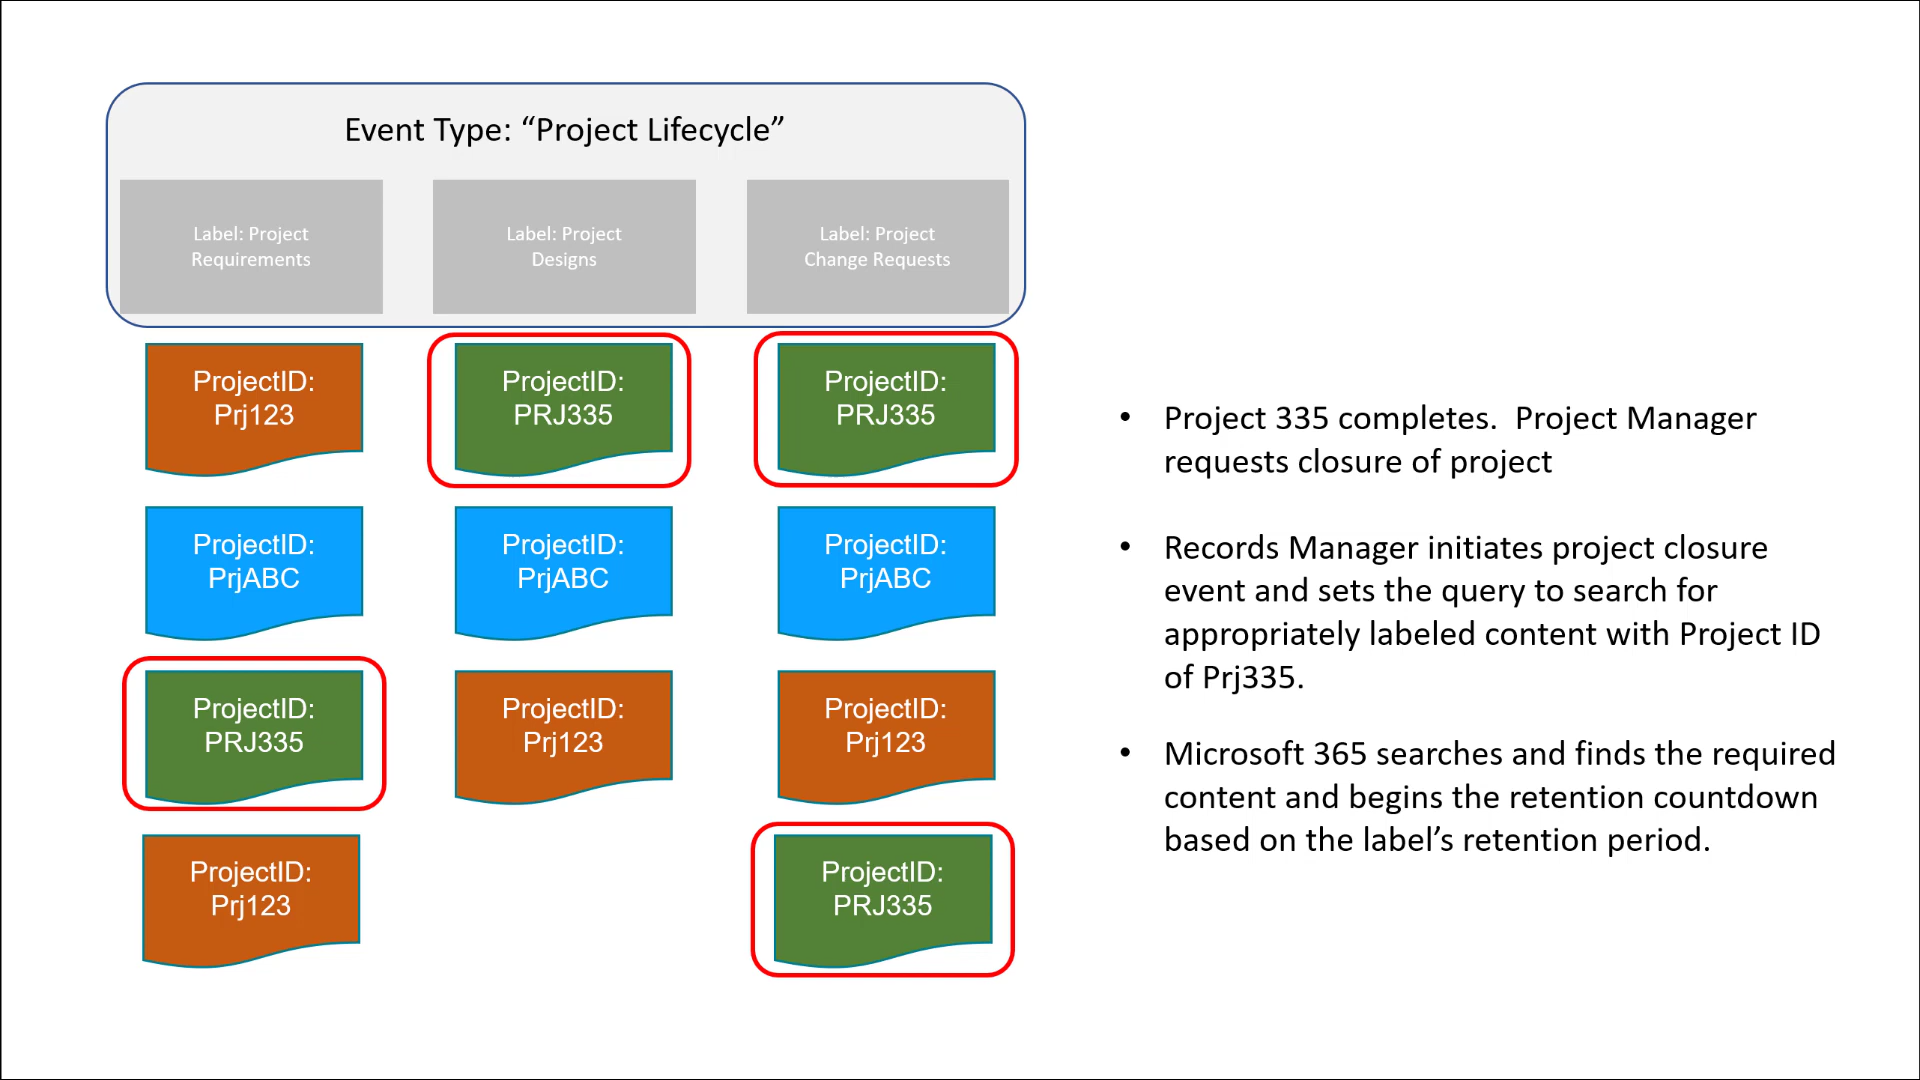 Event Type: “Project Lifecycle”
Label: Project
Requirements
Label: Project
Designs
Label: Project
Change Requests
ProjectID:
Prj123
ProjectID:
PRJ335
ProjectID:
PRJ335
ProjectID:
PrjABC
ProjectID:
PrjABC
ProjectID:
PrjABC
ProjectID:
PRJ335
ProjectID:
Prj123
ProjectID:
Prj123
ProjectID:
Prj123
ProjectID:
PRJ335
• Project 335 completes.  Project Manager
requests closure of project
• Records Manager initiates project closure
event and sets the query to search for
appropriately labeled content with Project ID
of Prj335.
• Microsoft 365 searches and finds the required
content and begins the retention countdown
based on the label’s retention period.